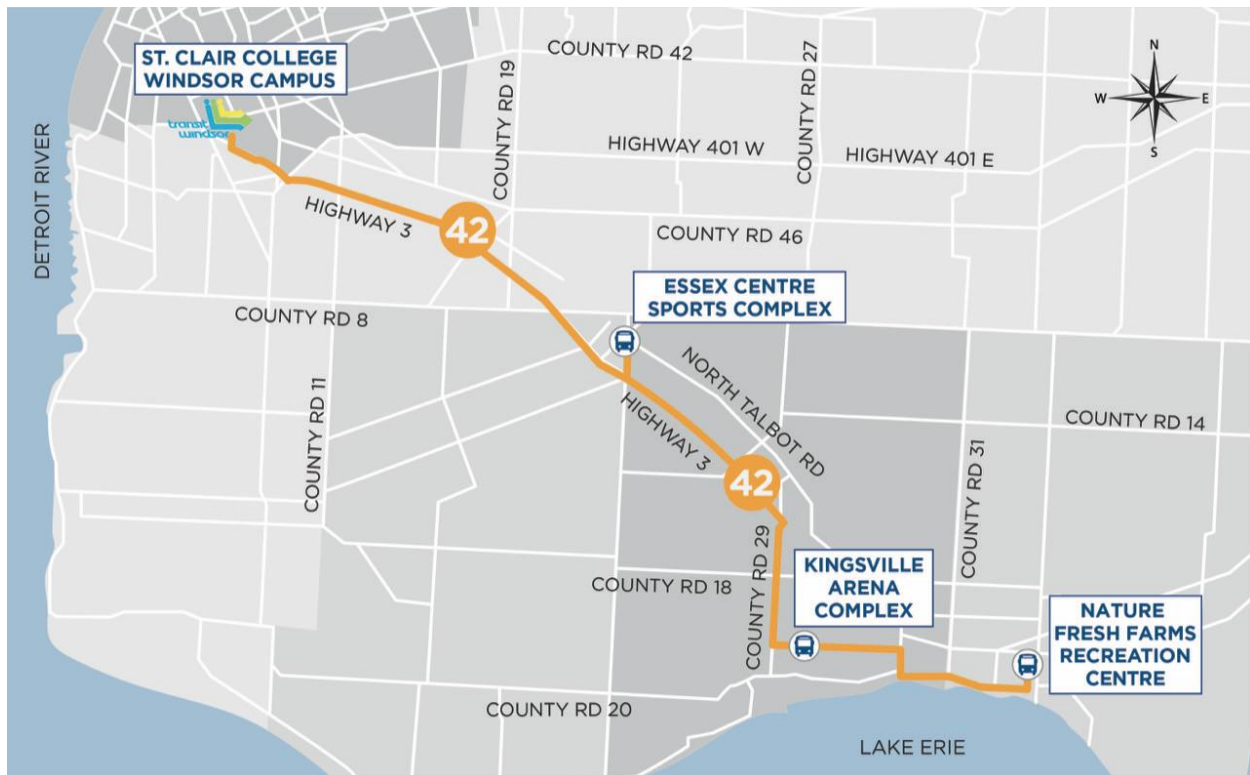 ST. CLAIR COLLEGE
WINDSOR CAMPUS
transit
windsor
COUNTY RD 42
COUNTY RD 19
COUNTY RD 27
N
W
E
S
HIGHWAY 401 W
HIGHWAY 401 E
DETROIT RIVER
HIGHWAY 3
42
COUNTY RD 46
ESSEX CENTRE
SPORTS COMPLEX
COUNTY RD 8
NORTH TALBOT RD
COUNTY RD 11
HIGHWAY 3
COUNTY RD 14
42
COUNTY RD 31
COUNTY RD 29
COUNTY RD 18
KINGSVILLE
ARENA
COMPLEX
NATURE
FRESH FARMS
RECREATION
CENTRE
COUNTY RD 20
LAKE ERIE